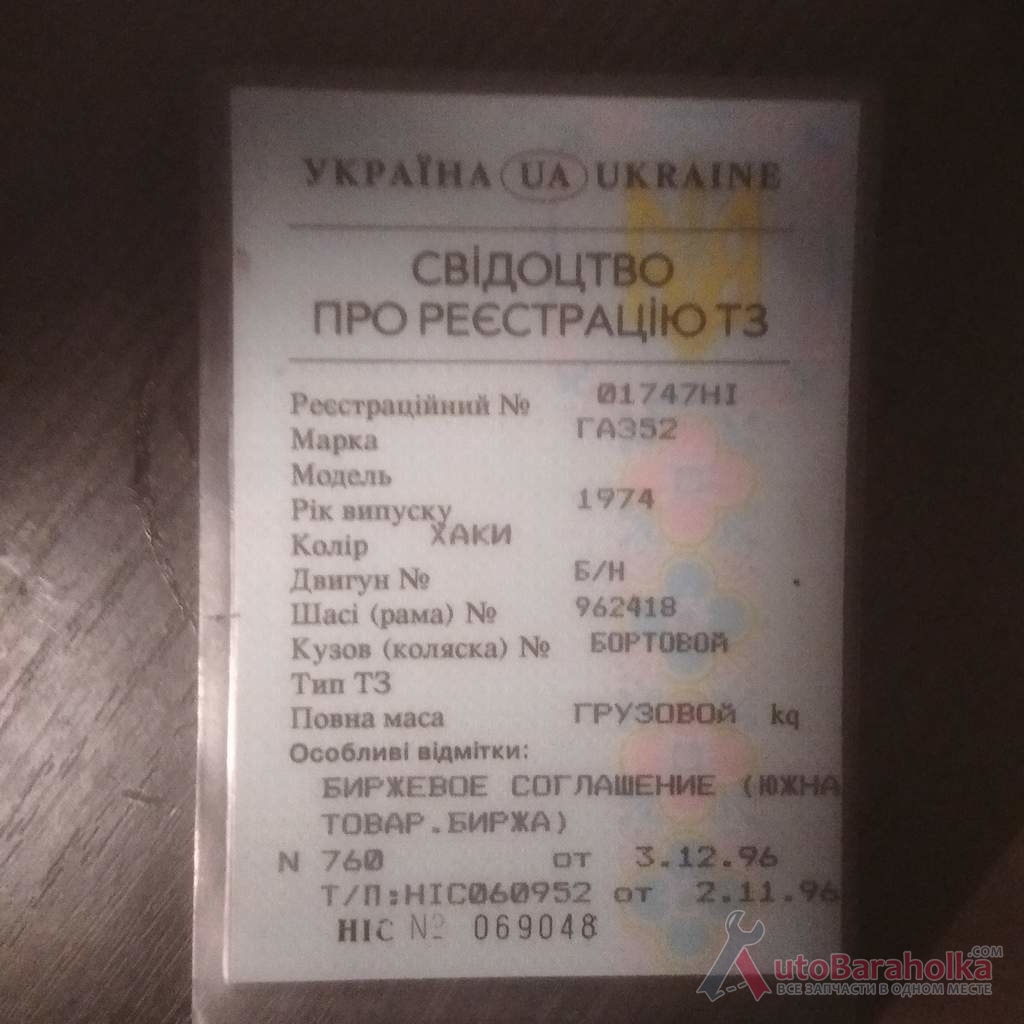 УКРАЇНА UA UKRAINE
СВІДОЦТВО
ПРО РЕЄСТРАЦІЮ ТЗ
Реєстраційний № 01747НІ
Марка ГАЗ52
Модель
Рік випуску 1974
Колір ХАКИ
Двигун № Б/Н
Шасі (рама) № 962418
Кузов (коляска) № БОРТОВОЙ
Тип ТЗ
Повна маса ГРУЗОВОЙ kq
Особливі відмітки:
БИРЖЕВОЕ СОГЛАШЕНИЕ (ЮЖНА
ТОВАР.БИРЖА)
N 760 от 3.12.96
Т/П:НІС060952 от 2.11.96
НІС № 069048
AutoBaraholka.COM
ВСЕ ЗАПЧАСТИ В ОДНОМ МЕСТЕ